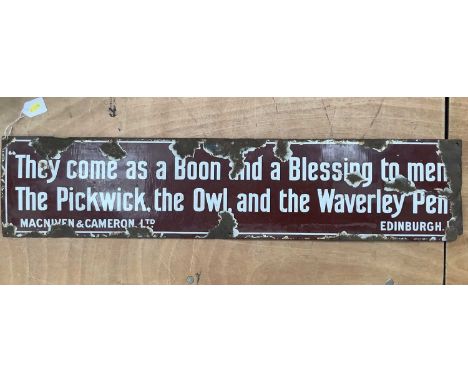 "They come as a Boon and a Blessing to men
The Pickwick, the Owl, and the Waverley Pen
MACNIVEN & CAMERON, LTD EDINBURGH.